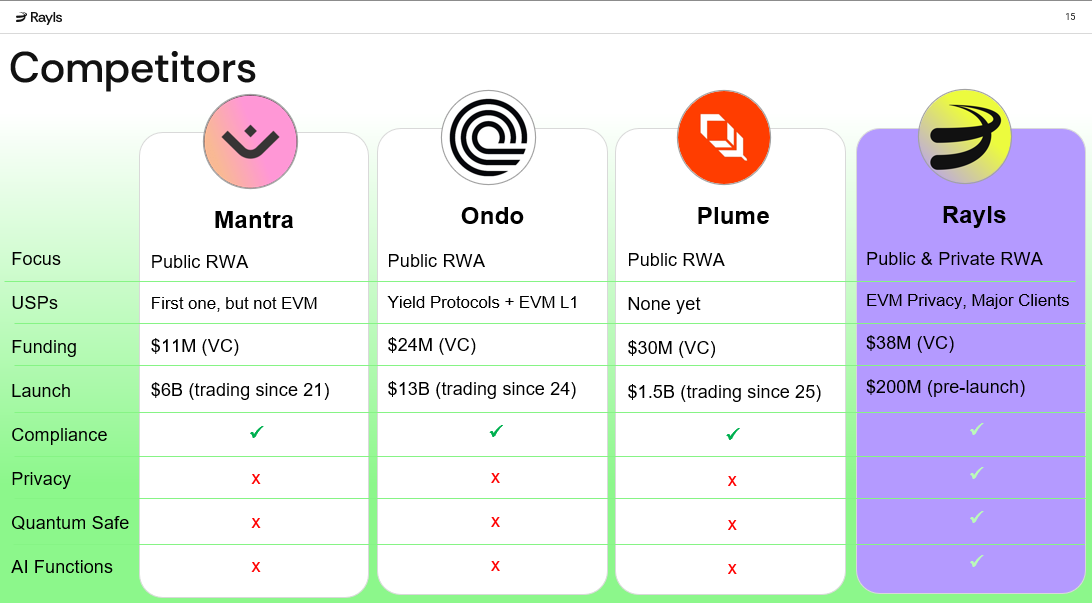 Rayls
15
Competitors
Mantra
Ondo
Plume
Rayls
Focus
Public RWA
Public RWA
Public RWA
Public & Private RWA
USPs
First one, but not EVM
Yield Protocols + EVM L1
None yet
EVM Privacy, Major Clients
Funding
$11M (VC)
$24M (VC)
$30M (VC)
$38M (VC)
Launch
$6B (trading since 21)
$13B (trading since 24)
$1.5B (trading since 25)
$200M (pre-launch)
Compliance
✓
✓
✓
✓
Privacy
x
x
x
✓
Quantum Safe
x
x
x
✓
AI Functions
x
x
x
✓